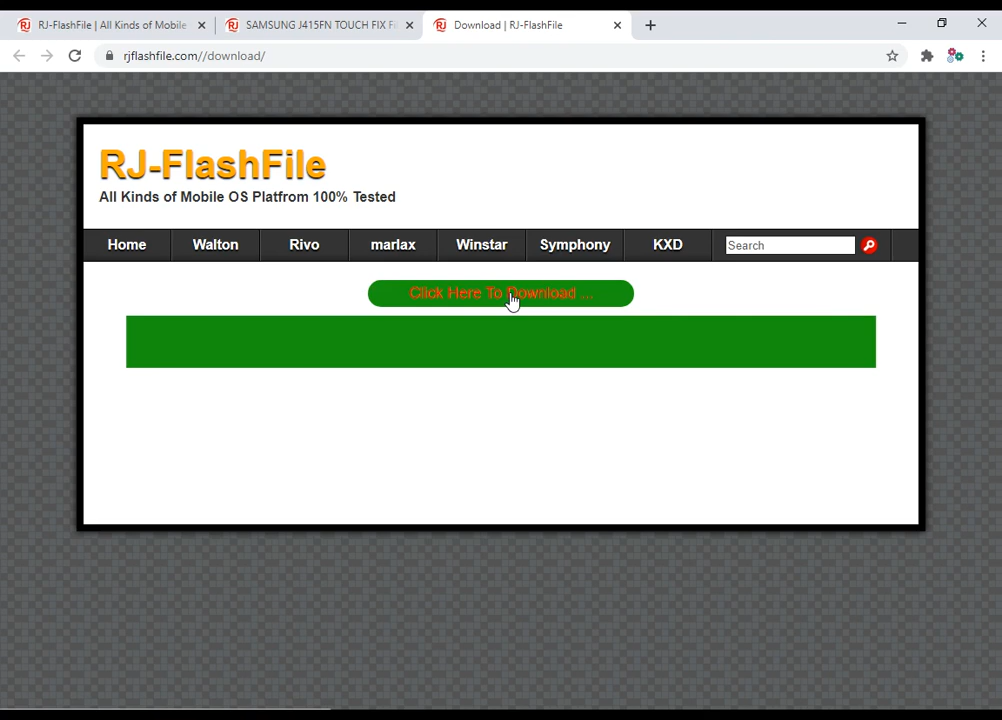 RJ-FlashFile | All Kinds of Mobile
SAMSUNG J415FN TOUCH FIX Fi
Download | RJ-FlashFile
rjflashfile.com//download/
RJ-FlashFile
All Kinds of Mobile OS Platfrom 100% Tested
Home Walton Rivo marlax Winstar Symphony KXD Search
Click Here To Download ....